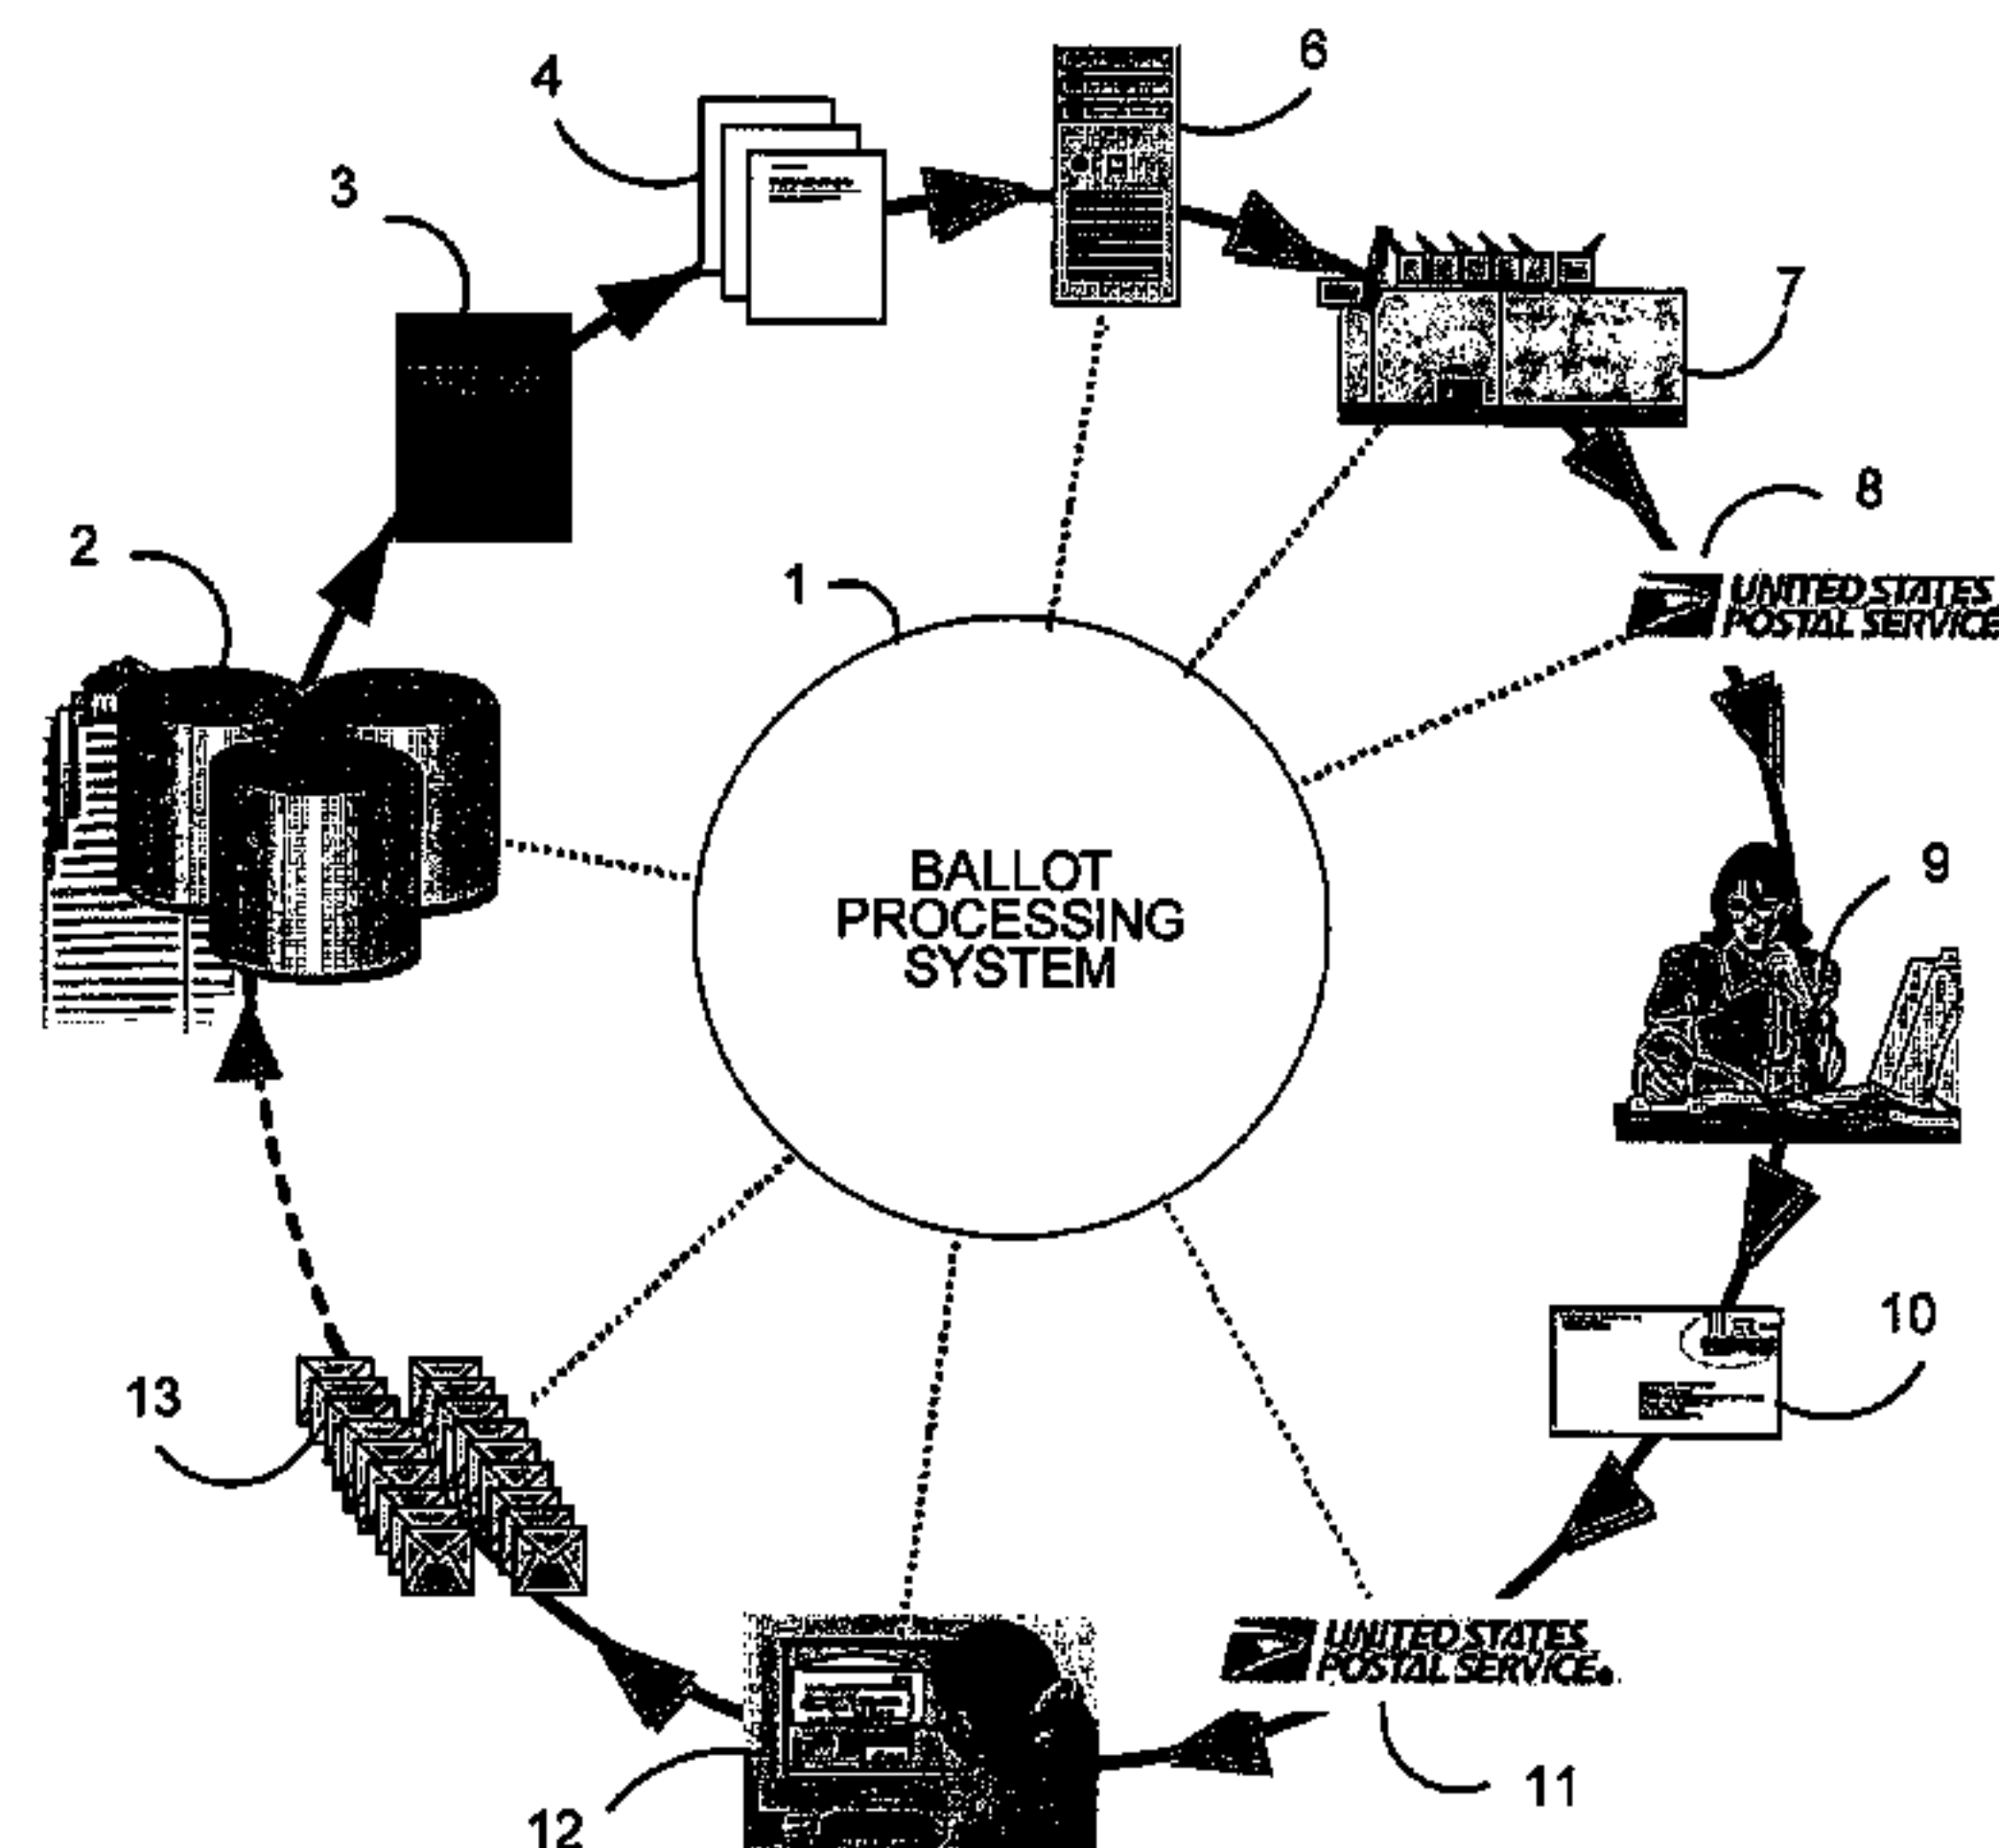 6
4
3
7
8
2
1
UNITED STATES
POSTAL SERVICE
9
BALLOT
PROCESSING
SYSTEM
10
13
UNITED STATES
POSTAL SERVICE
11
12